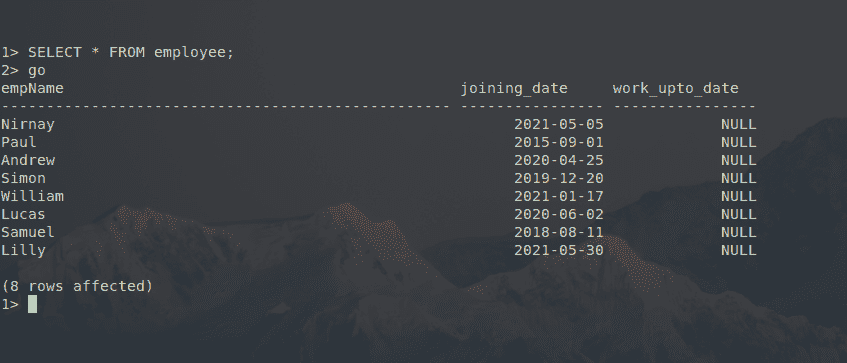 1> SELECT * FROM employee;
2> go
empName                                            joining_date     work_upto_date
-------------------------------------------------- ---------------- ----------------
Nirnay                                                   2021-05-05             NULL
Paul                                                     2015-09-01             NULL
Andrew                                                   2020-04-25             NULL
Simon                                                    2019-12-20             NULL
William                                                  2021-01-17             NULL
Lucas                                                    2020-06-02             NULL
Samuel                                                   2018-08-11             NULL
Lilly                                                    2021-05-30             NULL
(8 rows affected)
1>